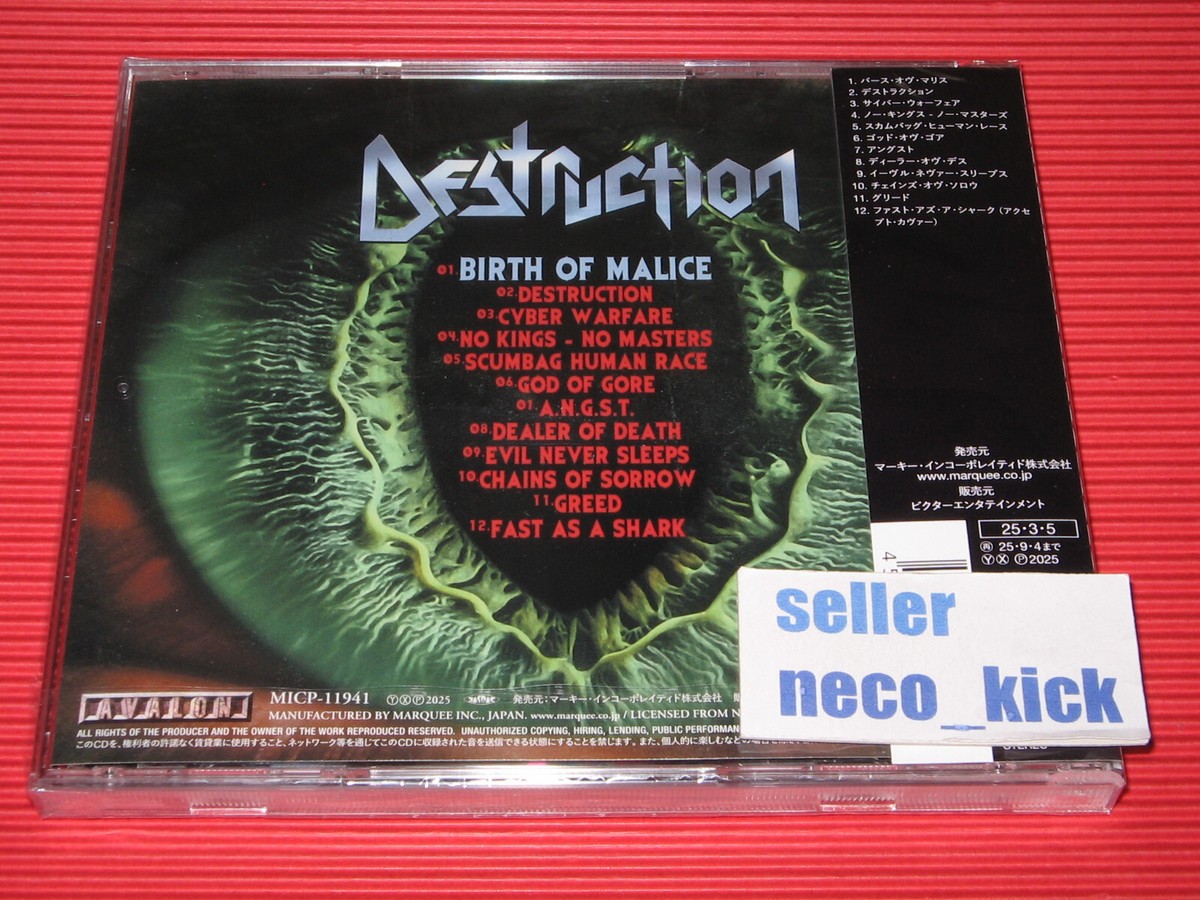 DESTRUCTION
01.BIRTH OF MALICE
02.DESTRUCTION
03.CYBER WARFARE
04.NO KINGS - NO MASTERS
05.SCUMBAG HUMAN RACE
06.GOD OF GORE
07.A.N.G.S.T.
08.DEALER OF DEATH
09.EVIL NEVER SLEEPS
10.CHAINS OF SORROW
11.GREED
12.FAST AS A SHARK
1. バース・オヴ・マリス
2. デストラクション
3. サイバー・ウォーフェア
4. ノー・キングス - ノー・マスターズ
5. スカムバッグ・ヒューマン・レース
6. ゴッド・オヴ・ゴア
7. アングスト
8. ディーラー・オヴ・デス
9. イーヴル・ネヴァー・スリープス
10. チェインズ・オヴ・ソロウ
11. グリード
12. ファスト・アズ・ア・シャーク (アクセ
プト・カヴァー)
発売元
マーキー・インコーポレイティド株式会社
www.marquee.co.jp
販売元
ビクターエンタテインメント
25・3・5
㊄ 25・9・4まで
ⓎⓍ Ⓟ2025
45
seller
neco_kick
AVALON
MICP-11941 ⓎⓍⓅ2025 発売元:マーキー・インコーポレイティド株式会社
MANUFACTURED BY MARQUEE INC., JAPAN. www.marquee.co.jp / LICENSED FROM N
ALL RIGHTS OF THE PRODUCER AND THE OWNER OF THE WORK REPRODUCED RESERVED. UNAUTHORIZED COPYING, HIRING, LENDING, PUBLIC PERFORMAN
このCDを、権利者の許諾なく賃貸業に使用すること、ネットワーク等を通じてこのCDに収録された音を送信できる状態にすることを禁じます。また、個人的に楽しむなどの
STEREO